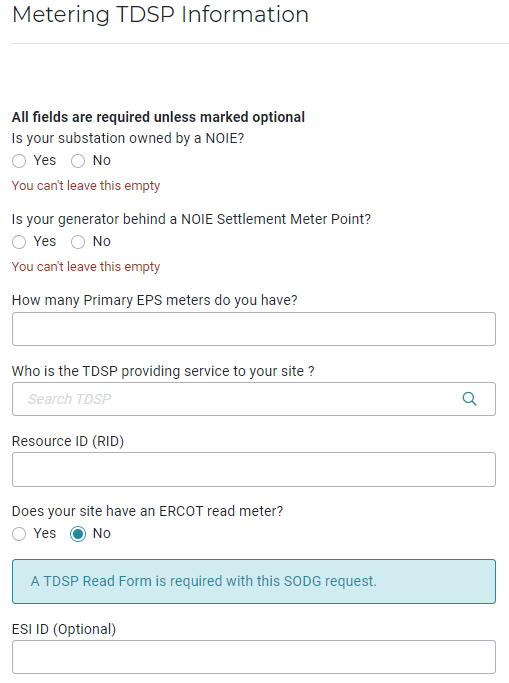 Metering TDSP Information
All fields are required unless marked optional
Is your substation owned by a NOIE?
Yes No
You can't leave this empty
Is your generator behind a NOIE Settlement Meter Point?
Yes No
You can't leave this empty
How many Primary EPS meters do you have?
Who is the TDSP providing service to your site ?
Search TDSP
Resource ID (RID)
Does your site have an ERCOT read meter?
Yes No
A TDSP Read Form is required with this SODG request.
ESI ID (Optional)